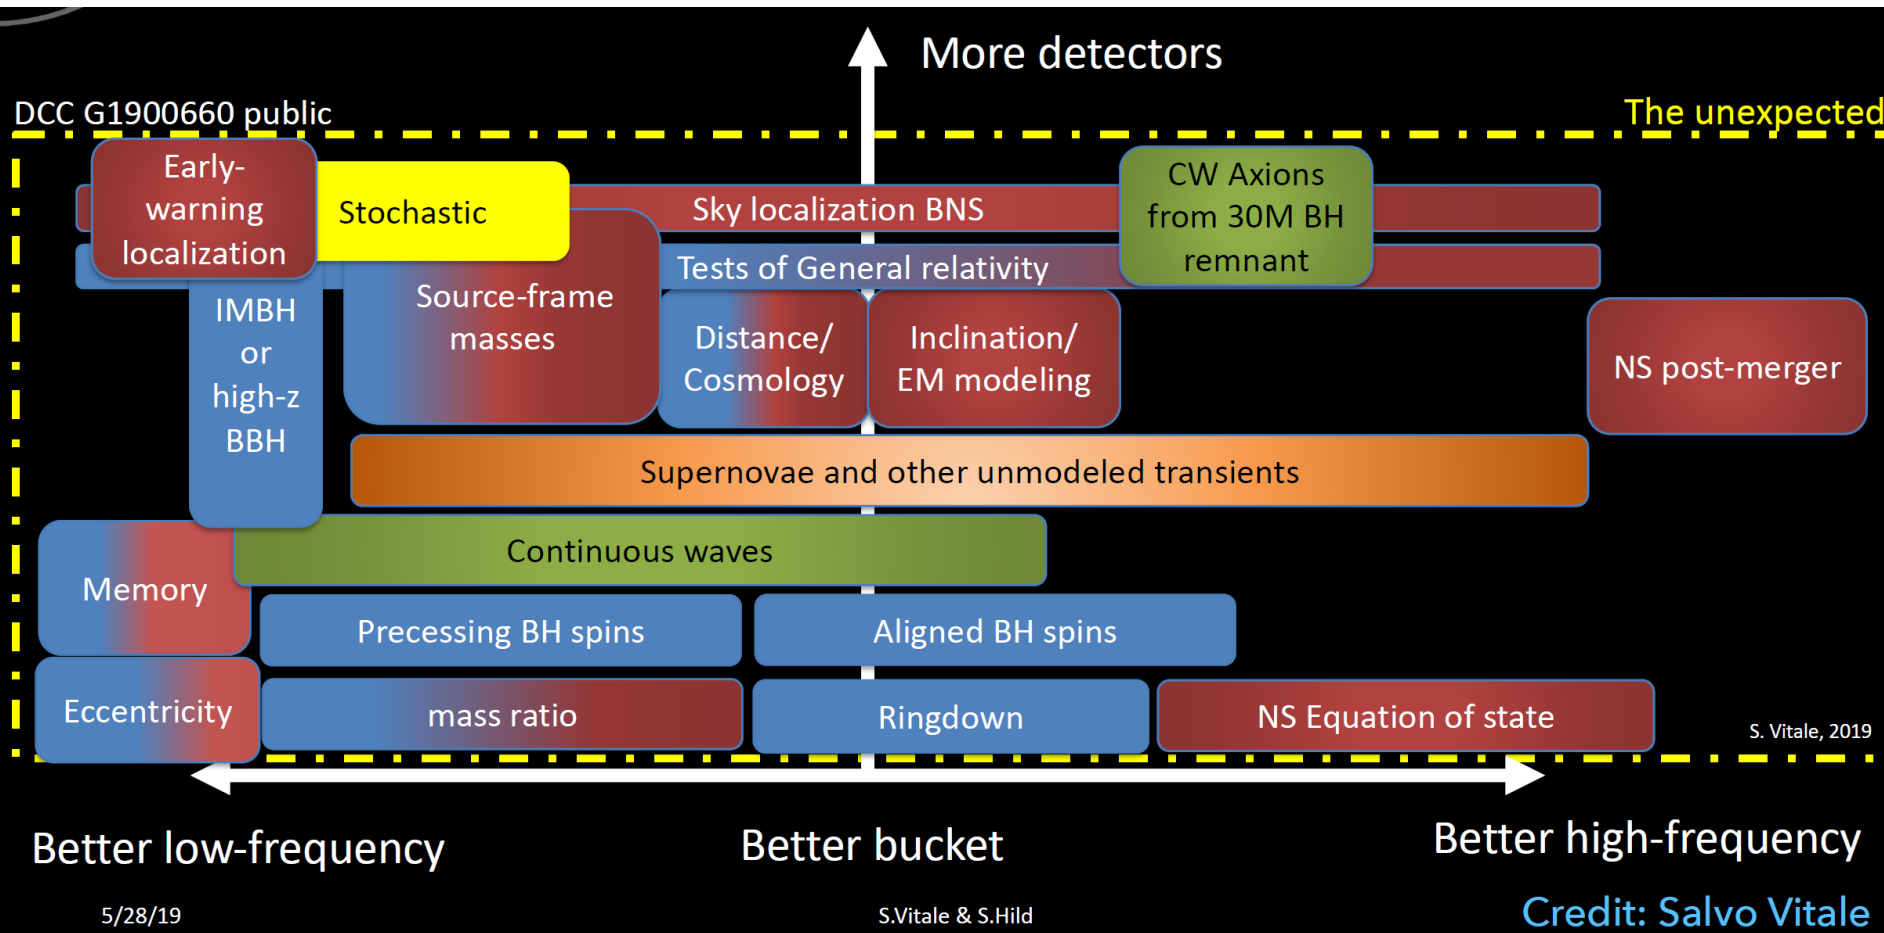 More detectors
DCC G1900660 public
The unexpected
Early-
warning
localization
Stochastic
Sky localization BNS
CW Axions
from 30M BH
remnant
Tests of General relativity
IMBH
or
high-z
BBH
Source-frame
masses
Distance/
Cosmology
Inclination/
EM modeling
NS post-merger
Supernovae and other unmodeled transients
Continuous waves
Memory
Precessing BH spins
Aligned BH spins
Eccentricity
mass ratio
Ringdown
NS Equation of state
S. Vitale, 2019
Better low-frequency
Better bucket
Better high-frequency
5/28/19
S.Vitale & S.Hild
Credit: Salvo Vitale